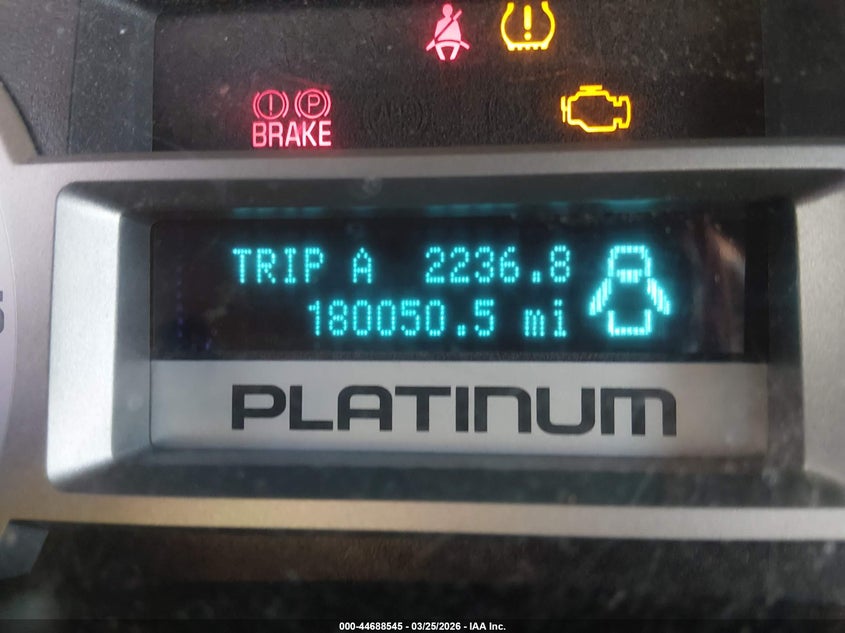 BRAKE
TRIP A 2236.8
180050.5 mi
PLATINUM
000-44688545 - 03/25/2026 - IAA Inc.